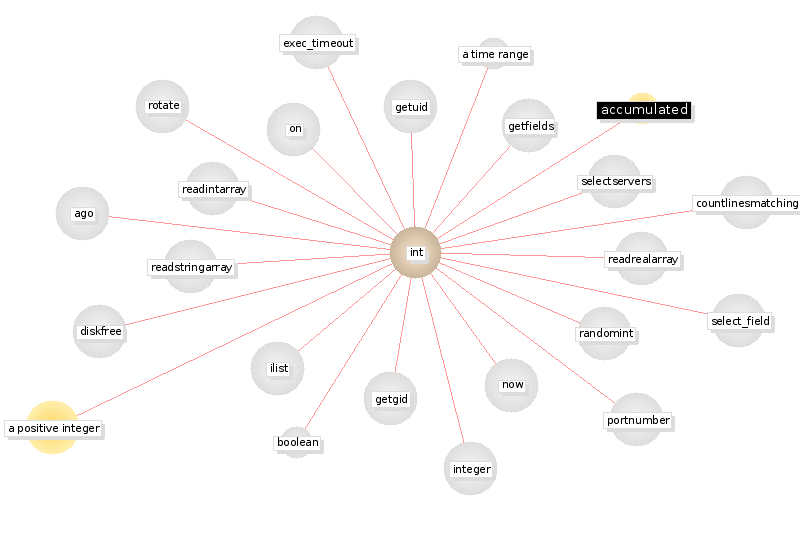 exec_timeout
a time range
rotate
getuid
accumulated
on
getfields
readintarray
selectservers
ago
countlinesmatching
int
readstringarray
readrealarray
diskfree
select_field
randomint
ilist
now
getgid
a positive integer
portnumber
boolean
integer